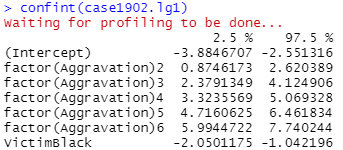 > confint(case1902.lg1)
Waiting for profiling to be done...
2.5 % 97.5 %
(Intercept) -3.8846707 -2.551316
factor(Aggravation)2 0.8746173 2.620389
factor(Aggravation)3 2.3791349 4.124906
factor(Aggravation)4 3.3235569 5.069328
factor(Aggravation)5 4.7160625 6.461834
factor(Aggravation)6 5.9944722 7.740244
VictimBlack -2.0501175 -1.042196